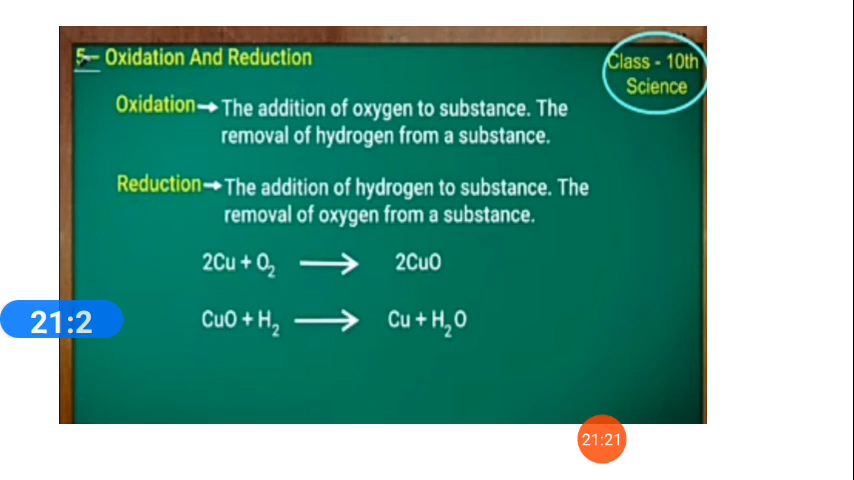 5- Oxidation And Reduction
Class - 10th
Science
Oxidation→ The addition of oxygen to substance. The
removal of hydrogen from a substance.
Reduction→ The addition of hydrogen to substance. The
removal of oxygen from a substance.
2Cu + O₂ → 2CuO
CuO + H₂ → Cu + H₂O
21:2
21:21